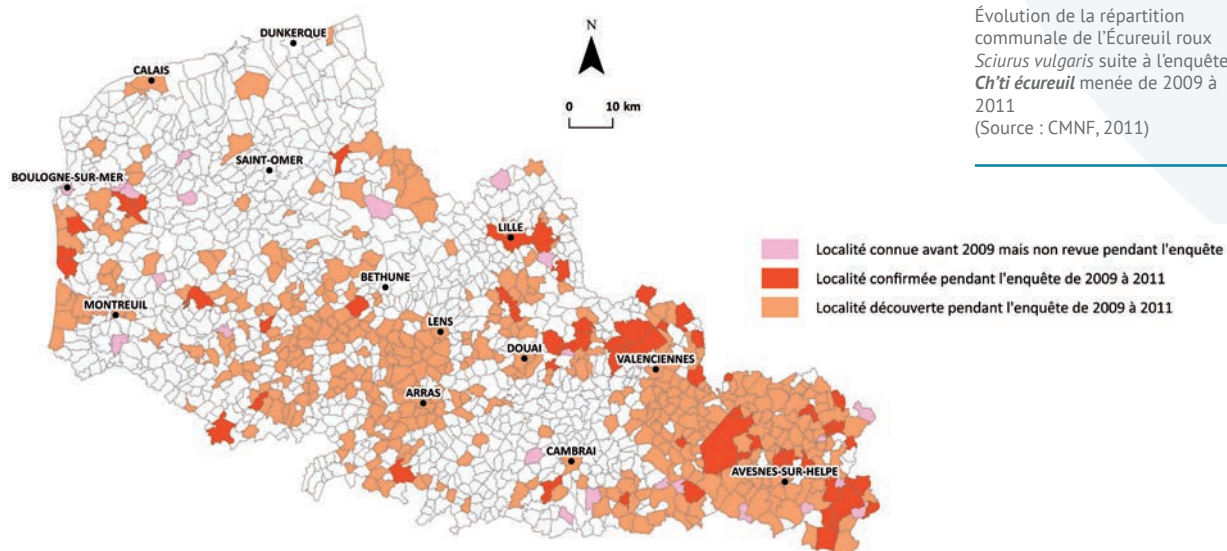 Évolution de la répartition
communale de l'Écureuil roux
Sciurus vulgaris suite à l'enquête
Ch'ti écureuil menée de 2009 à
2011
(Source : CMNF, 2011)
N
0 10 km
DUNKERQUE
CALAIS
SAINT-OMER
BOULOGNE-SUR-MER
LILLE
BETHUNE
MONTREUIL
LENS
DOUAI
VALENCIENNES
ARRAS
CAMBRAI
AVESNES-SUR-HELPE
Localité connue avant 2009 mais non revue pendant l'enquête
Localité confirmée pendant l'enquête de 2009 à 2011
Localité découverte pendant l'enquête de 2009 à 2011